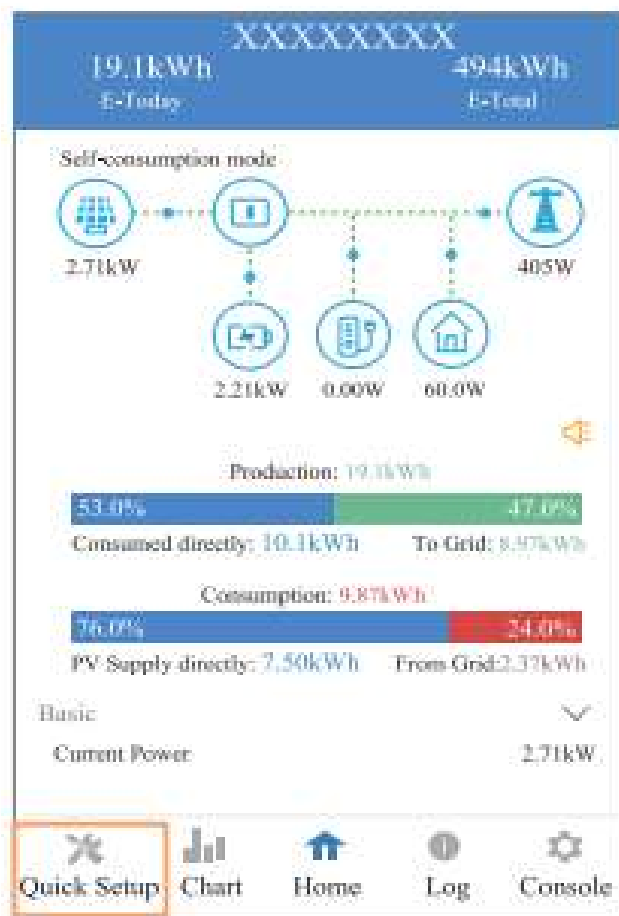 XXXXXXXX
19.1kWh 494kWh
E-Today E-Total
Self-consumption mode
2.71kW 405W
2.21kW 0.00W 60.0W
Production: 19.1kWh
53.0% 47.0%
Consumed directly: 10.1kWh To Grid: 8.97kWh
Consumption: 9.87kWh
76.0% 24.0%
PV Supply directly: 7.50kWh From Grid:2.37kWh
Basic
Current Power 2.71kW
Quick Setup Chart Home Log Console